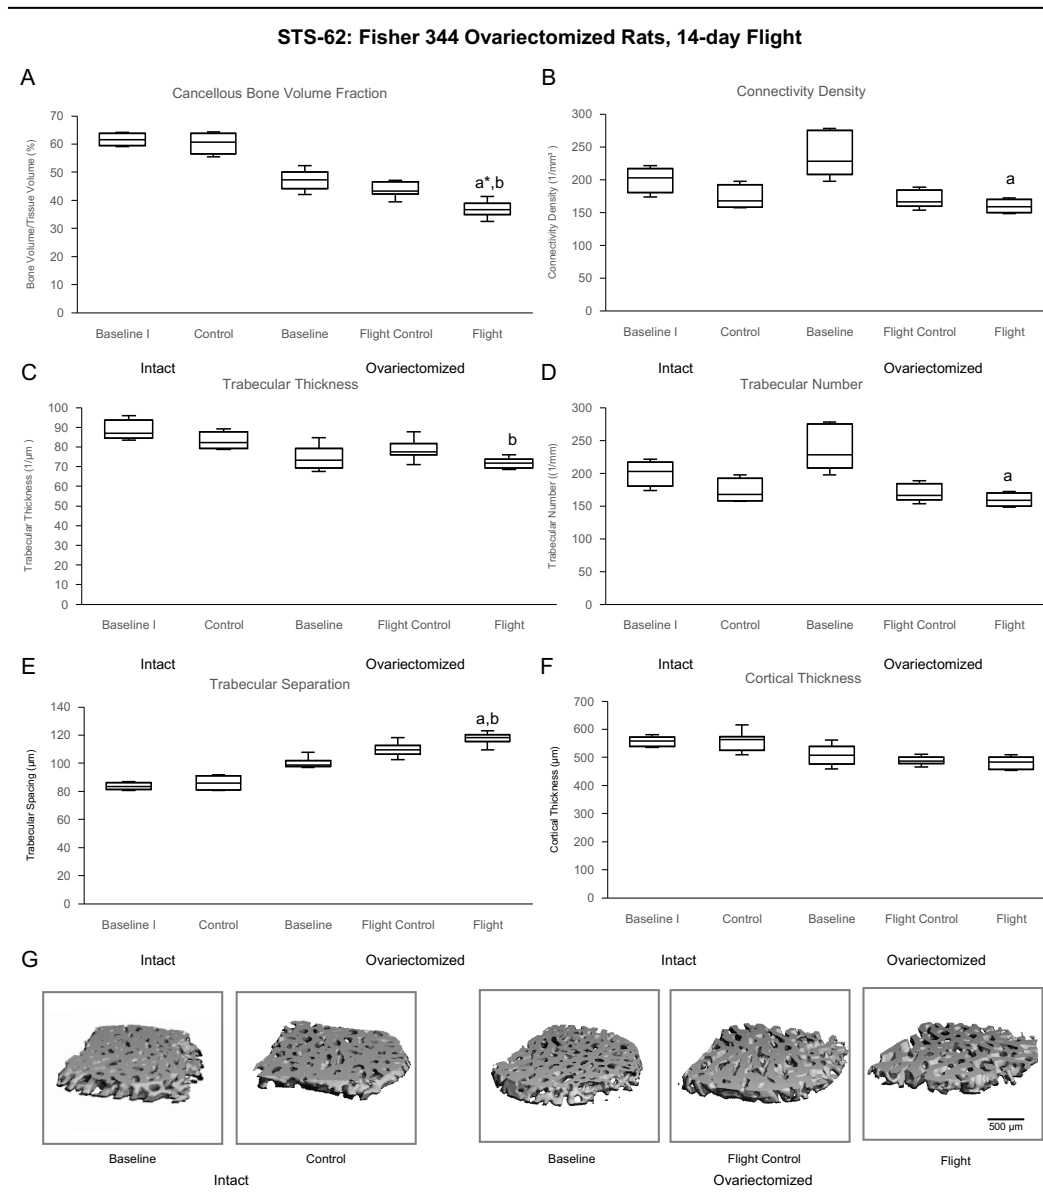 STS-62: Fisher 344 Ovariectomized Rats, 14-day Flight
A
Cancellous Bone Volume Fraction
Bone Volume/Tissue Volume (%)
70
60
50
40
30
20
10
0
a*,b
Baseline I Control Baseline Flight Control Flight
Intact Ovariectomized
B
Connectivity Density
Connectivity Density (1/mm³ )
300
250
200
150
100
50
0
a
Baseline I Control Baseline Flight Control Flight
Intact Ovariectomized
C
Trabecular Thickness
Trabecular Thickness (1/μm )
100
90
80
70
60
50
40
30
20
10
0
b
Baseline I Control Baseline Flight Control Flight
Intact Ovariectomized
D
Trabecular Number
Trabecular Number ((1/mm)
300
250
200
150
100
50
0
a
Baseline I Control Baseline Flight Control Flight
Intact Ovariectomized
E
Trabecular Separation
Trabecular Spacing (μm)
140
120
100
80
60
40
20
0
a,b
Baseline I Control Baseline Flight Control Flight
Intact Ovariectomized
F
Cortical Thickness
Cortical Thickness (μm)
700
600
500
400
300
200
100
0
Baseline I Control Baseline Flight Control Flight
Intact Ovariectomized
G
500 μm
Baseline Control Baseline Flight Control Flight
Intact Ovariectomized